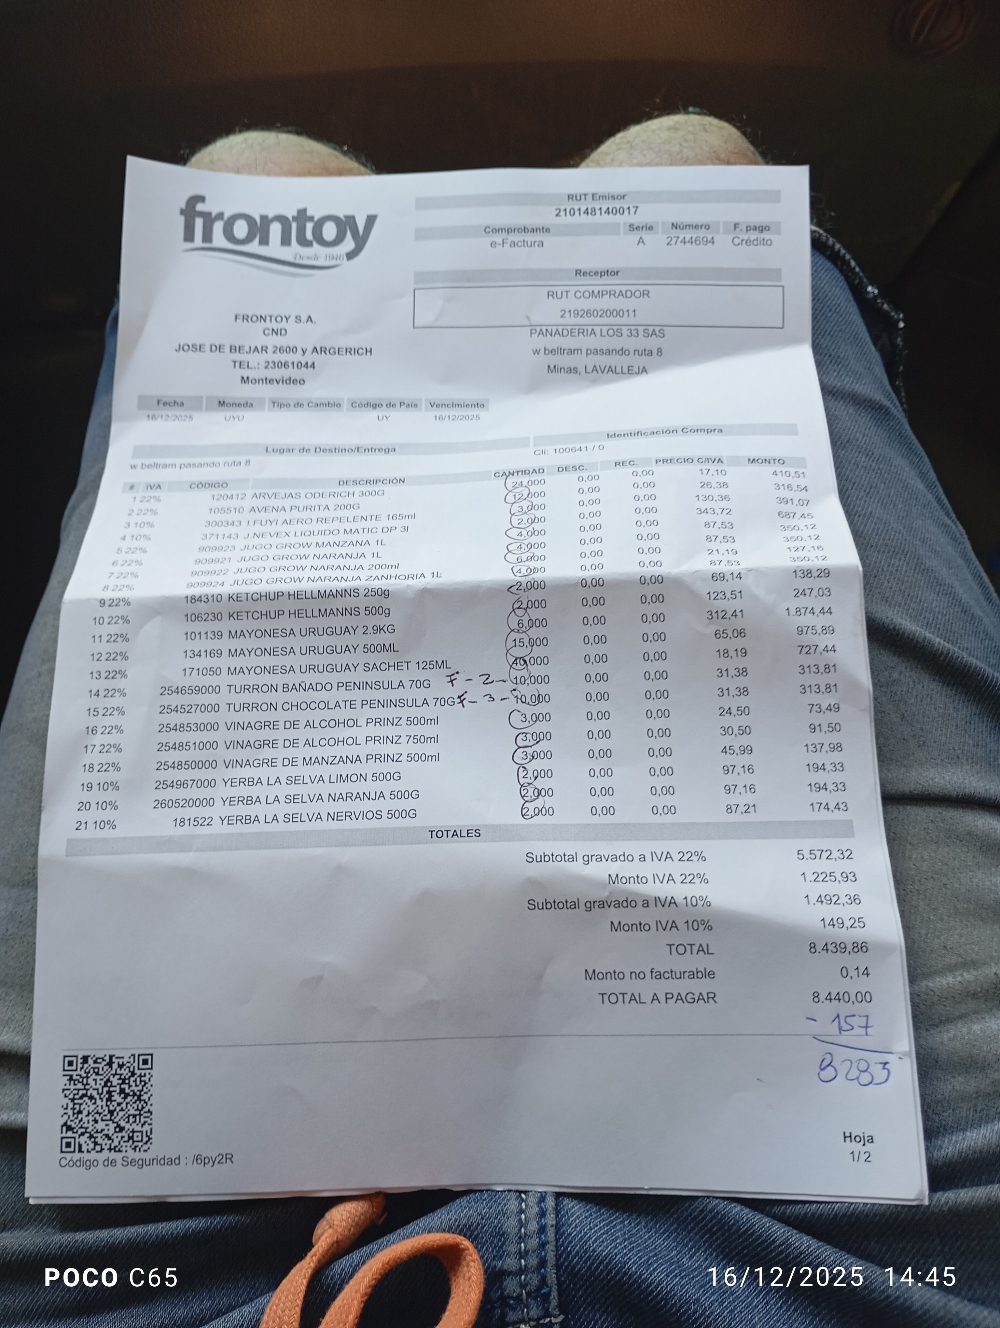 frontoy
Desde 1940
RUT Emisor
210148140017
Comprobante Serie Número F. pago
e-Factura A 2744694 Crédito
Receptor
RUT COMPRADOR
219260200011
PANADERIA LOS 33 SAS
w beltram pasando ruta 8
Minas, LAVALLEJA
FRONTOY S.A.
CND
JOSE DE BEJAR 2600 y ARGERICH
TEL.: 23061044
Montevideo
Fecha Moneda Tipo de Cambio Código de País Vencimiento
16/12/2025 UYU UY 16/12/2025
Lugar de Destino/Entrega Identificación Compra
w beltram pasando ruta 8 Cli: 100641 / 0
# IVA CÓDIGO DESCRIPCIÓN CANTIDAD DESC. REC. PRECIO C/IVA MONTO
1 22% 120412 ARVEJAS ODERICH 300G 24,000 0,00 0,00 17,10 410,51
2 22% 105510 AVENA PURITA 200G 12,000 0,00 0,00 26,38 316,54
3 10% 300343 I.FUYI AERO REPELENTE 165ml 3,000 0,00 0,00 130,36 391,07
4 10% 371143 J.NEVEX LIQUIDO MATIC DP 3l 2,000 0,00 0,00 343,72 687,45
5 22% 909923 JUGO GROW MANZANA 1L 4,000 0,00 0,00 87,53 350,12
6 22% 909921 JUGO GROW NARANJA 1L 4,000 0,00 0,00 87,53 350,12
7 22% 909922 JUGO GROW NARANJA 200ml 6,000 0,00 0,00 21,19 127,16
8 22% 909924 JUGO GROW NARANJA ZANHORIA 1L 4,000 0,00 0,00 87,53 350,12
9 22% 184310 KETCHUP HELLMANNS 250g 2,000 0,00 0,00 69,14 138,29
10 22% 106230 KETCHUP HELLMANNS 500g 2,000 0,00 0,00 123,51 247,03
11 22% 101139 MAYONESA URUGUAY 2.9KG 6,000 0,00 0,00 312,41 1.874,44
12 22% 134169 MAYONESA URUGUAY 500ML 15,000 0,00 0,00 65,06 975,89
13 22% 171050 MAYONESA URUGUAY SACHET 125ML 40,000 0,00 0,00 18,19 727,44
14 22% 254659000 TURRON BAÑADO PENINSULA 70G F-2- 10,000 0,00 0,00 31,38 313,81
15 22% 254527000 TURRON CHOCOLATE PENINSULA 70G F-3- 10,000 0,00 0,00 31,38 313,81
16 22% 254853000 VINAGRE DE ALCOHOL PRINZ 500ml 3,000 0,00 0,00 24,50 73,49
17 22% 254851000 VINAGRE DE ALCOHOL PRINZ 750ml 3,000 0,00 0,00 30,50 91,50
18 22% 254850000 VINAGRE DE MANZANA PRINZ 500ml 3,000 0,00 0,00 45,99 137,98
19 10% 254967000 YERBA LA SELVA LIMON 500G 2,000 0,00 0,00 97,16 194,33
20 10% 260520000 YERBA LA SELVA NARANJA 500G 2,000 0,00 0,00 97,16 194,33
21 10% 181522 YERBA LA SELVA NERVIOS 500G 2,000 0,00 0,00 87,21 174,43
TOTALES
Subtotal gravado a IVA 22% 5.572,32
Monto IVA 22% 1.225,93
Subtotal gravado a IVA 10% 1.492,36
Monto IVA 10% 149,25
TOTAL 8.439,86
Monto no facturable 0,14
TOTAL A PAGAR 8.440,00
- 157
8283
Código de Seguridad : /6py2R
Hoja
1/2
POCO C65
16/12/2025 14:45